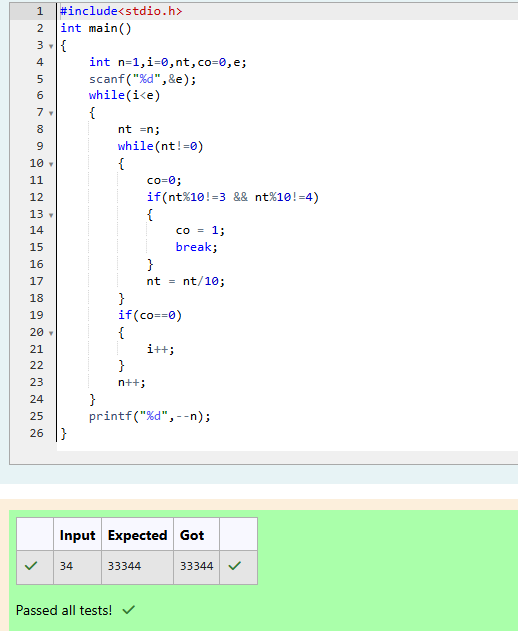 1 #include<stdio.h>
2 int main()
3 {
4 int n=1,i=0,nt,co=0,e;
5 scanf("%d",&e);
6 while(i<e)
7 {
8 nt =n;
9 while(nt!=0)
10 {
11 co=0;
12 if(nt%10!=3 && nt%10!=4)
13 {
14 co = 1;
15 break;
16 }
17 nt = nt/10;
18 }
19 if(co==0)
20 {
21 i++;
22 }
23 n++;
24 }
25 printf("%d",--n);
26 }
Input Expected Got
34 33344 33344
Passed all tests!